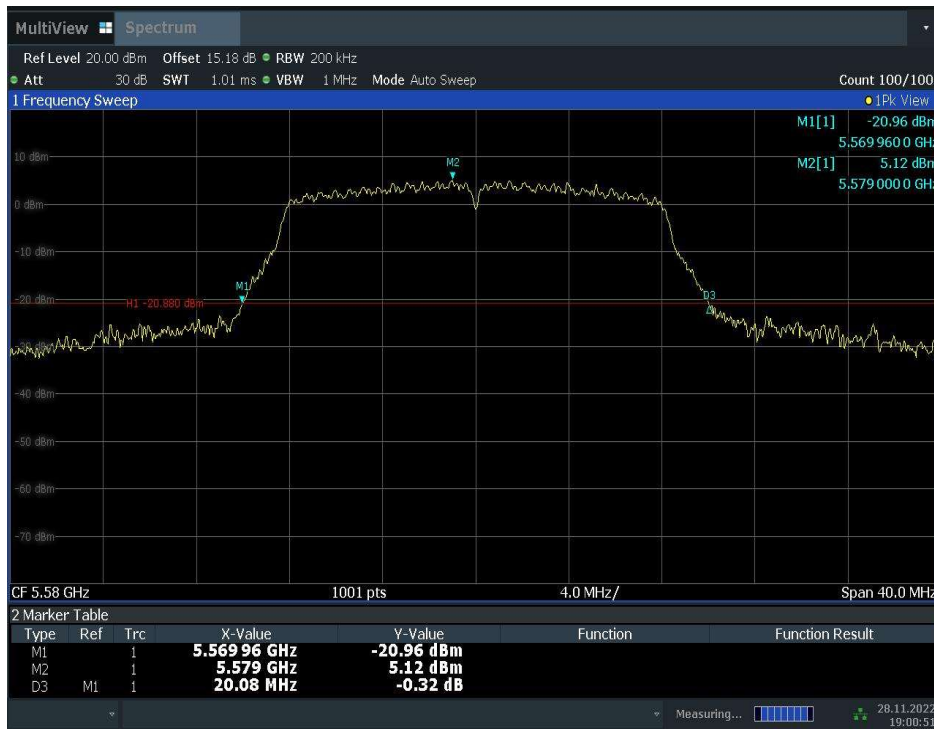 MultiView Spectrum
Ref Level 20.00 dBm Offset 15.18 dB RBW 200 kHz
Att 30 dB SWT 1.01 ms VBW 1 MHz Mode Auto Sweep Count 100/100
1 Frequency Sweep 1Pk View
M1[1] -20.96 dBm
5.569 960 0 GHz
10 dBm
M2
M2[1] 5.12 dBm
5.579 000 0 GHz
0 dBm
-10 dBm
M1
D3
-20 dBm
H1 -20.880 dBm
-30 dBm
-40 dBm
-50 dBm
-60 dBm
-70 dBm
CF 5.58 GHz 1001 pts 4.0 MHz/ Span 40.0 MHz
2 Marker Table
Type Ref Trc X-Value Y-Value Function Function Result
M1 1 5.569 96 GHz -20.96 dBm
M2 1 5.579 GHz 5.12 dBm
D3 M1 1 20.08 MHz -0.32 dB
Measuring... 28.11.2022
19:00:51